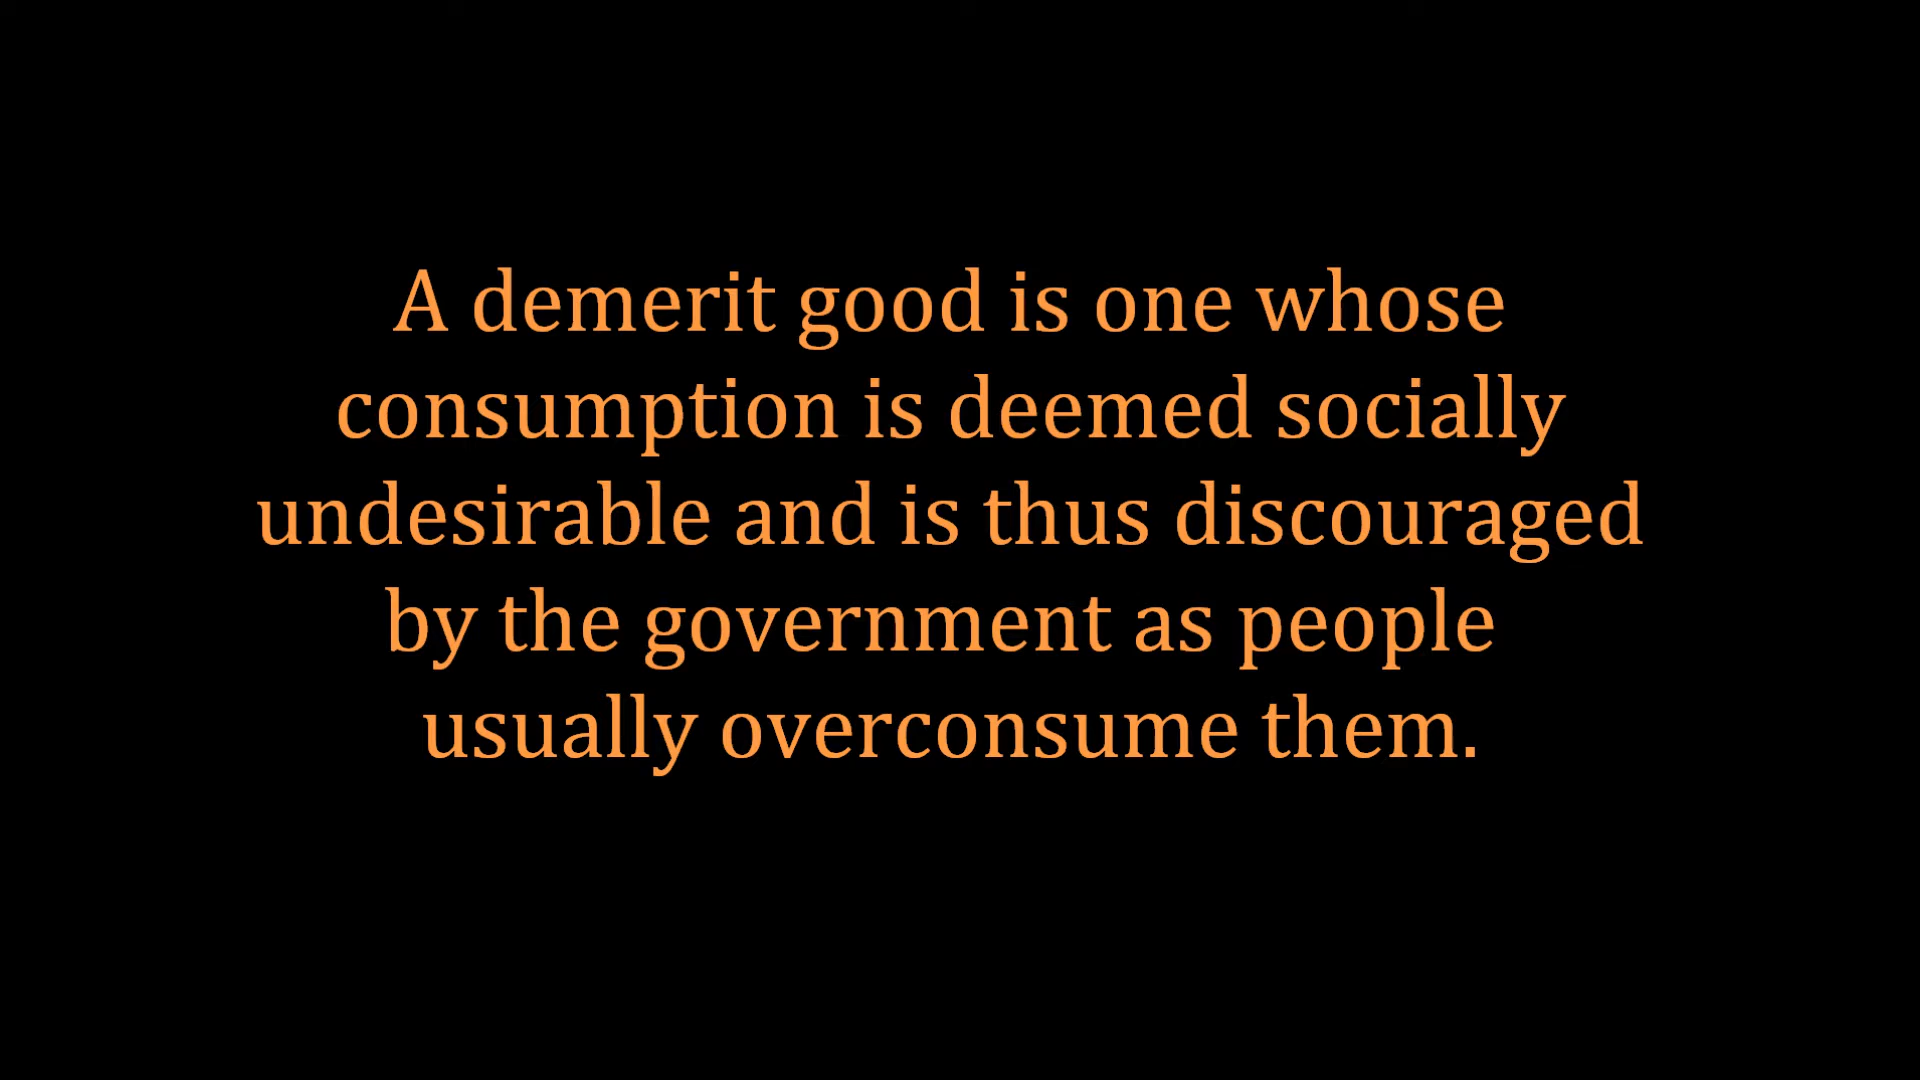 A demerit good is one whose
consumption is deemed socially
undesirable and is thus discouraged
by the government as people
usually overconsume them.